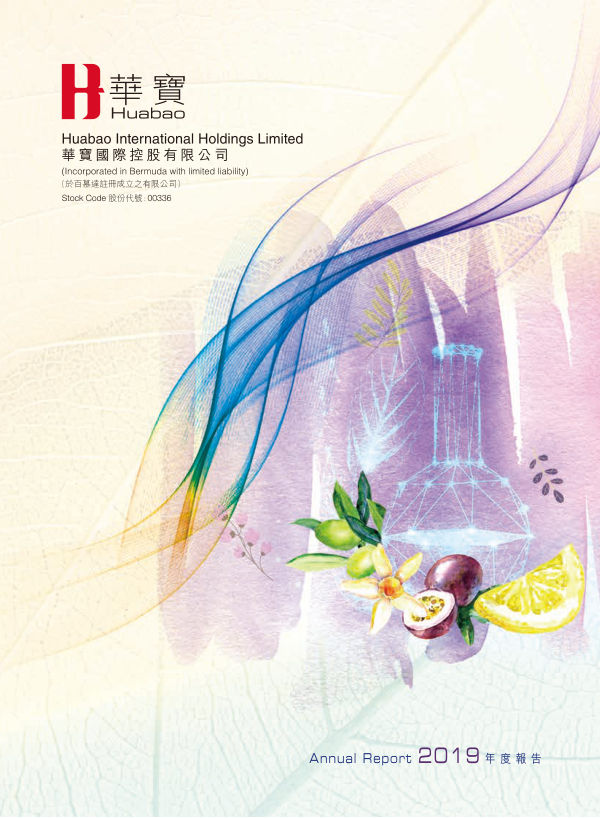 華寶
Huabao
Huabao International Holdings Limited
華寶國際控股有限公司
(Incorporated in Bermuda with limited liability)
(於百慕達註冊成立之有限公司)
Stock Code 股份代號 : 00336
Annual Report 2019 年度報告